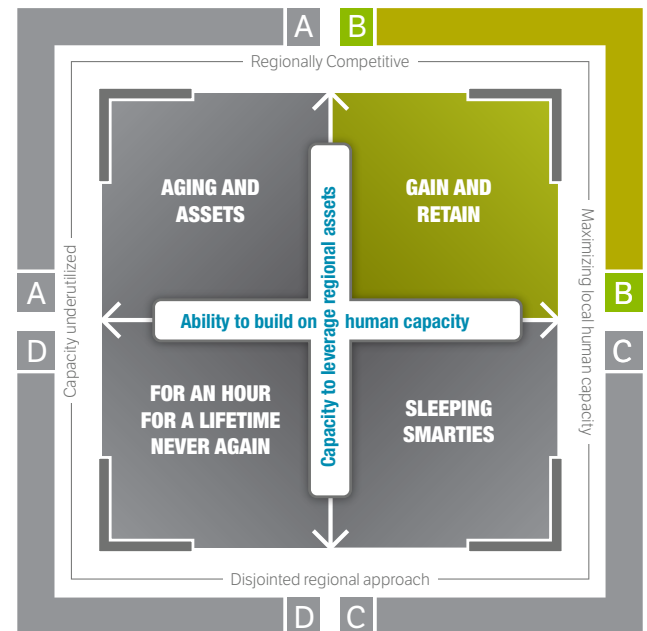 A
B
Regionally Competitive
AGING AND
ASSETS
GAIN AND
RETAIN
Capacity underutilized
Maximizing local human capacity
A
B
Ability to build on human capacity
Capacity to leverage regional assets
D
C
FOR AN HOUR
FOR A LIFETIME
NEVER AGAIN
SLEEPING
SMARTIES
Disjointed regional approach
D
C